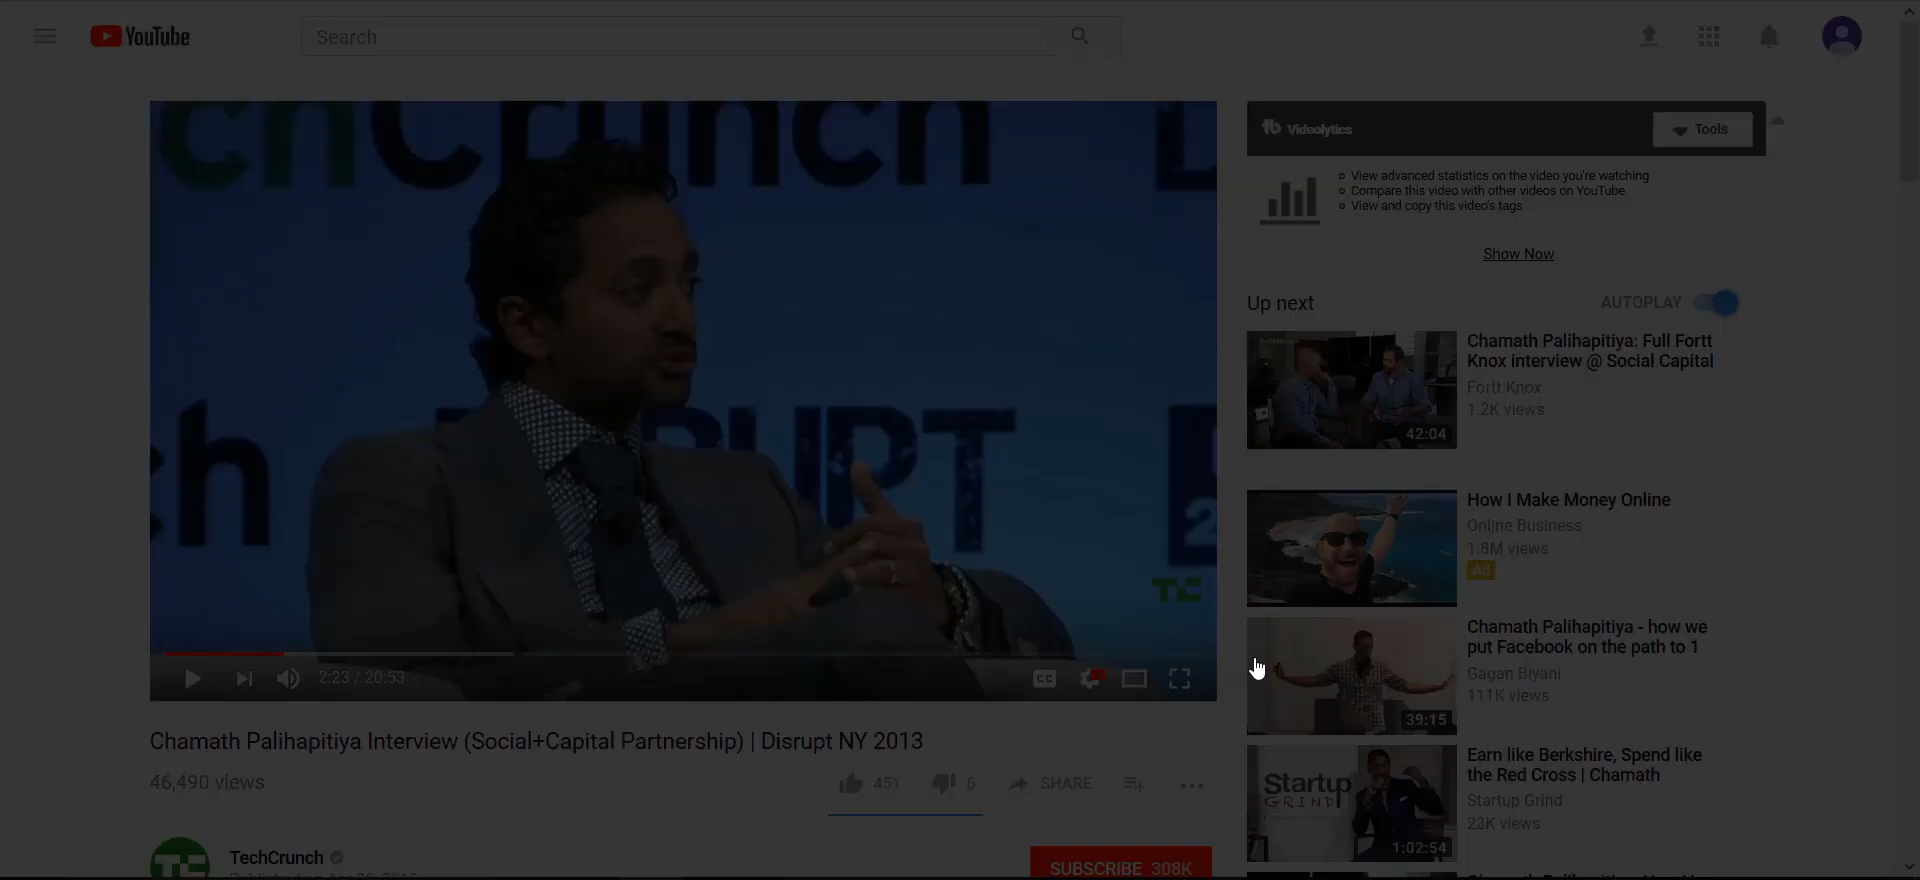 YouTube
Search
chCrunch
Videolytics
Tools
View advanced statistics on the video you're watching
Compare this video with other videos on YouTube
View and copy this video's tags
Show Now
Up next
AUTOPLAY
Chamath Palihapitiya: Full Fortt
Knox interview @ Social Capital
Fortt Knox
1.2K views
42:04
How I Make Money Online
Online Business
1.8M views
Ad
Chamath Palihapitiya - how we
put Facebook on the path to 1
Gagan Biyani
111K views
39:15
Earn like Berkshire, Spend like
the Red Cross | Chamath
Startup Grind
23K views
Startup
GRIND
1:02:54
2:23 / 20:53
CC
Chamath Palihapitiya Interview (Social+Capital Partnership) | Disrupt NY 2013
46,490 views
451
6
SHARE
TechCrunch
SUBSCRIBE 308K